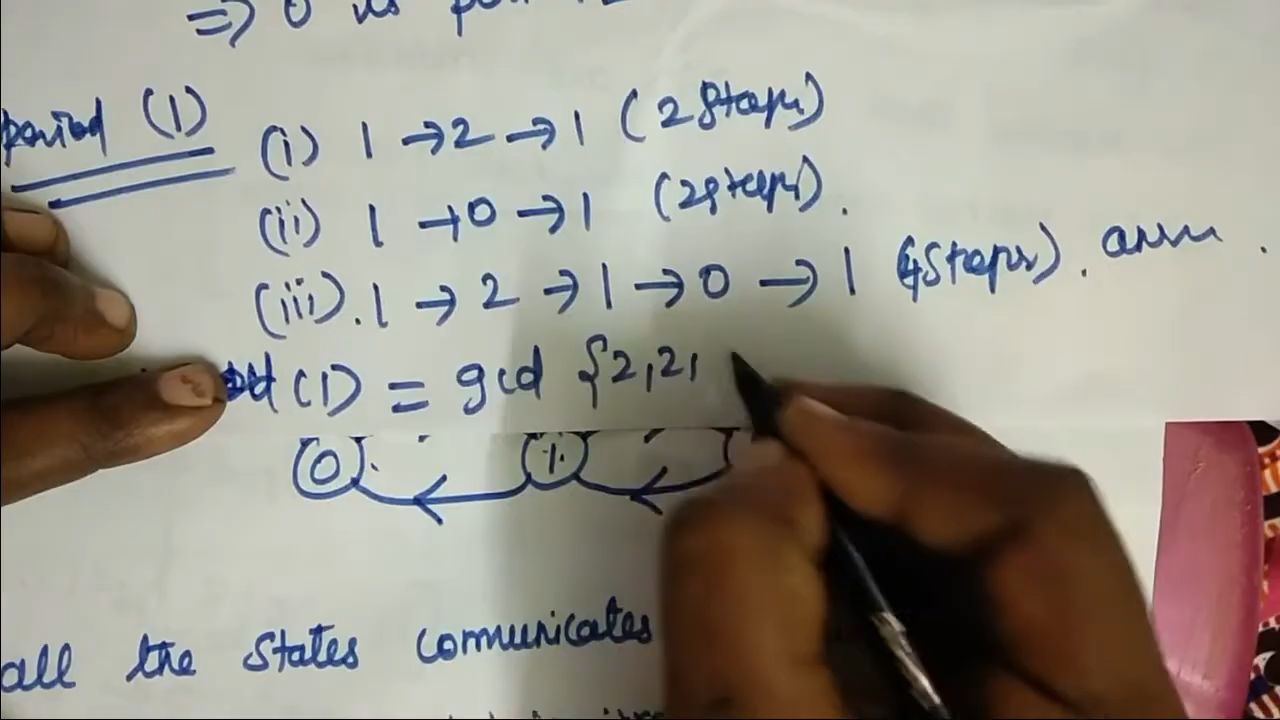 => 0 is
period (1) (i) 1 → 2 → 1 (2 steps)
(ii) 1 → 0 → 1 (2 steps).
(iii). 1 → 2 → 1 → 0 → 1 (4 steps).
d(1) = gcd {2,2,
0 1
all the states comunicates